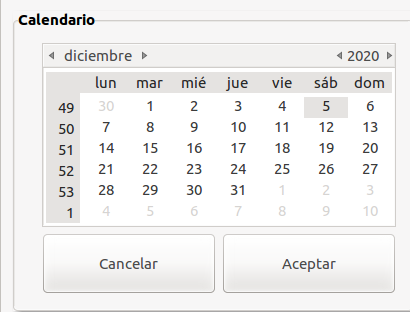 Calendario
diciembre 2020
lun mar mié jue vie sáb dom
49 30 1 2 3 4 5 6
50 7 8 9 10 11 12 13
51 14 15 16 17 18 19 20
52 21 22 23 24 25 26 27
53 28 29 30 31 1 2 3
1 4 5 6 7 8 9 10
Cancelar Aceptar